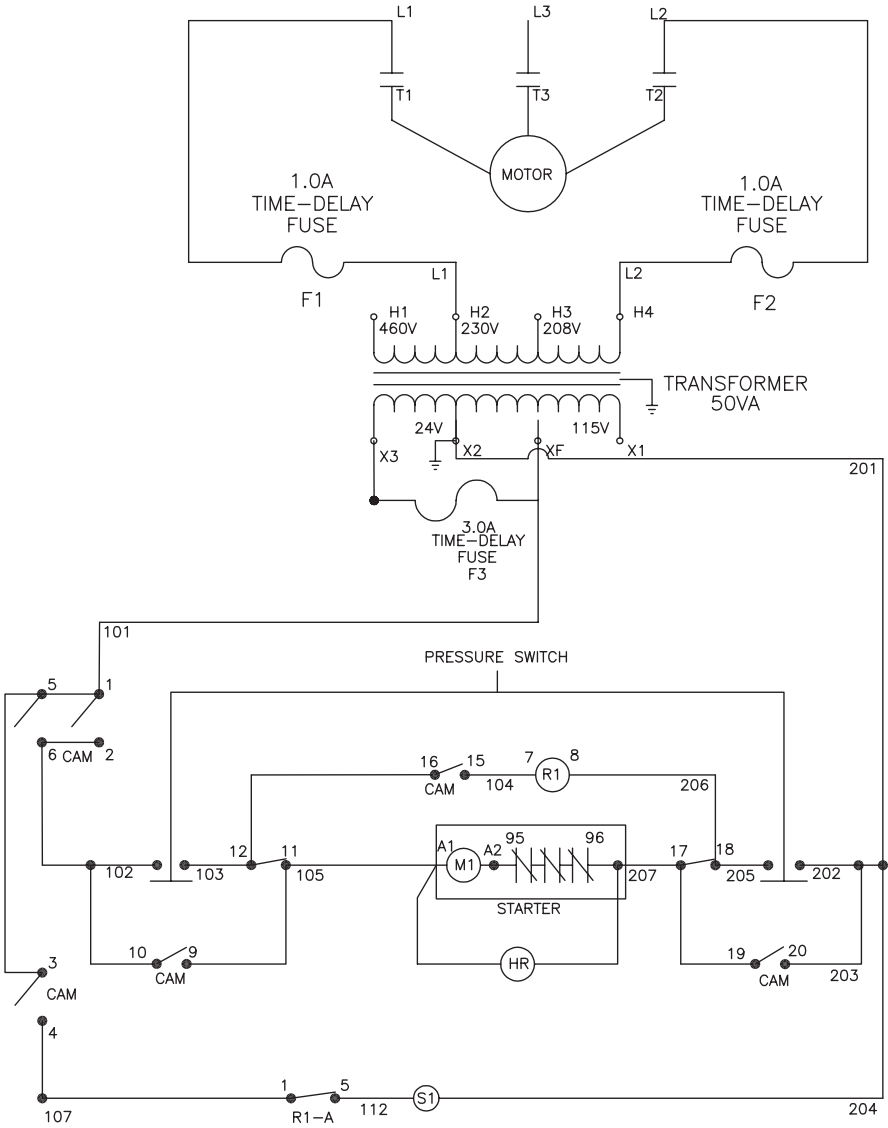 L1
L3
L2
T1
T3
T2
MOTOR
1.0A
TIME-DELAY
FUSE
1.0A
TIME-DELAY
FUSE
L1
L2
F1
F2
H1
460V
H2
230V
H3
208V
H4
TRANSFORMER
50VA
24V
115V
X3
X2
XF
X1
201
3.0A
TIME-DELAY
FUSE
F3
101
PRESSURE SWITCH
5
1
6
CAM
2
16
15
7
8
CAM
104
R1
206
12
11
A1
M1
A2
95
96
17
18
102
103
105
207
205
202
STARTER
10
9
CAM
HR
19
20
CAM
203
3
CAM
4
1
5
S1
107
R1-A
112
204